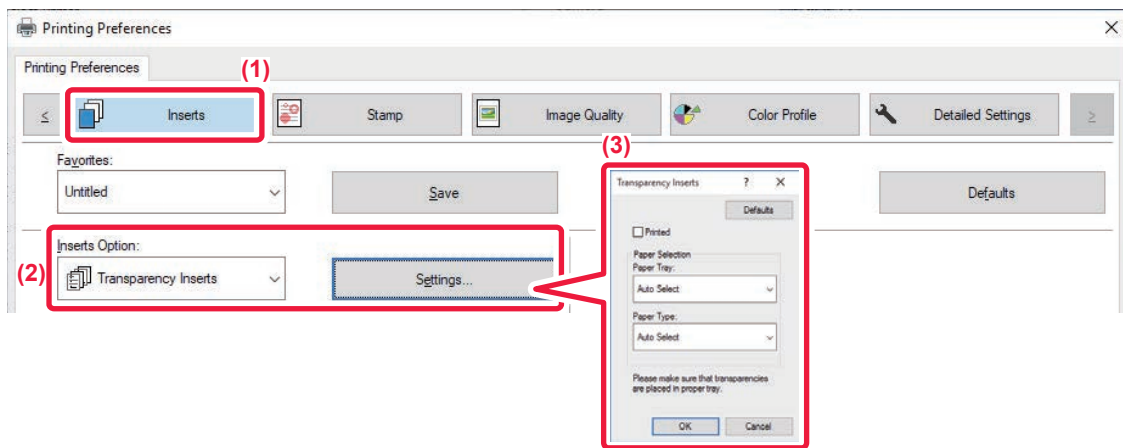 Printing Preferences
Printing Preferences
(1)
< Inserts Stamp Image Quality Color Profile Detailed Settings >
(3)
Favorites:
Untitled Save Defaults
Inserts Option:
(2) Transparency Inserts Settings...
Transparency Inserts ? X
Defaults
Printed
Paper Selection
Paper Tray:
Auto Select
Paper Type:
Auto Select
Please make sure that transparencies
are placed in proper tray.
OK Cancel